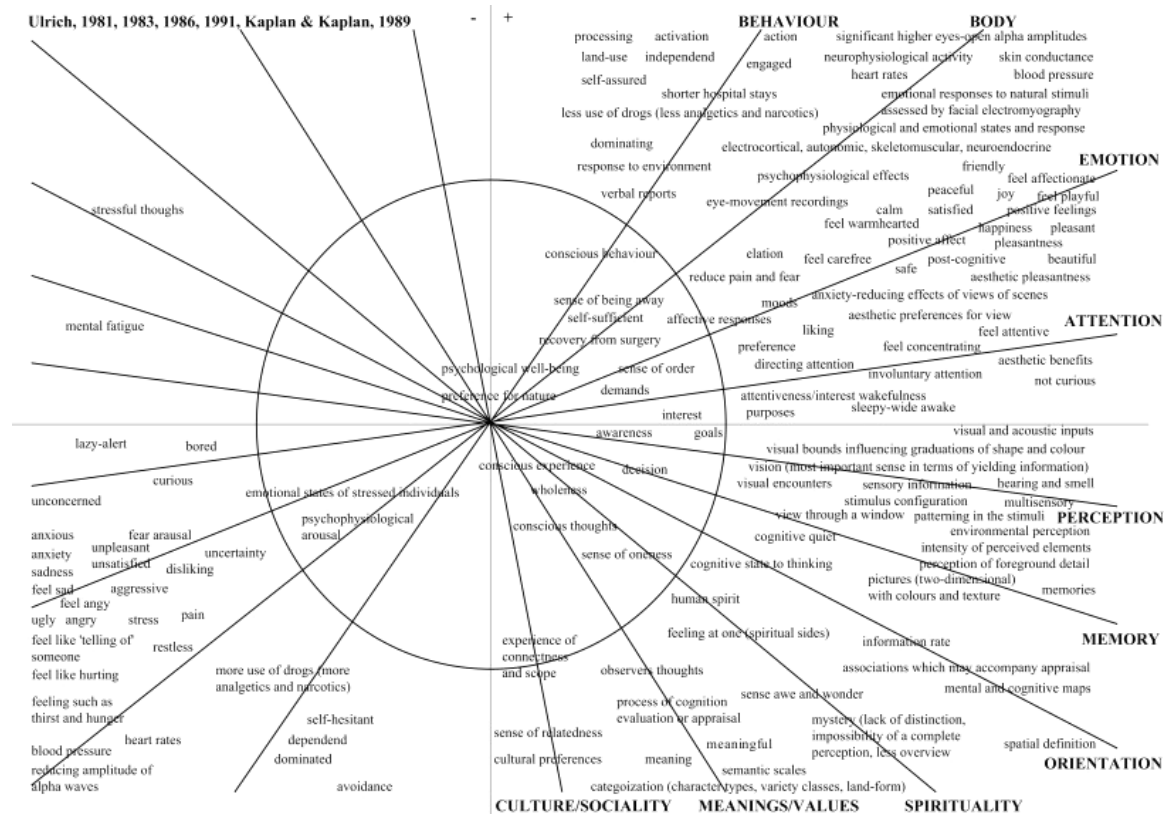 Ulrich, 1981, 1983, 1986, 1991, Kaplan & Kaplan, 1989
- +
BEHAVIOUR
BODY
processing activation action significant higher eyes-open alpha amplitudes
land-use independend engaged neurophysiological activity skin conductance
self-assured heart rates blood pressure
shorter hospital stays emotional responses to natural stimuli
less use of drugs (less analgetics and narcotics) assessed by facial electromyography
physiological and emotional states and response
dominating electrocortical, autonomic, skeletomuscular, neuroendocrine
EMOTION
response to environment psychophysiological effects friendly feel affectionate
verbal reports eye-movement recordings peaceful joy feel playful
stressful thoughs calm satisfied positive feelings
feel warmhearted happiness pleasant
positive affect pleasantness
conscious behaviour elation feel carefree post-cognitive beautiful
reduce pain and fear safe aesthetic pleasantness
sense of being away moods anxiety-reducing effects of views of scenes
self-sufficient affective responses aesthetic preferences for view
ATTENTION
mental fatigue liking feel attentive
recovery from surgery preference feel concentrating
psychological well-being sense of order directing attention involuntary attention aesthetic benefits
not curious
preference for nature demands attentiveness/interest wakefulness
interest purposes sleepy-wide awake
awareness goals visual and acoustic inputs
lazy-alert bored visual bounds influencing graduations of shape and colour
conscious experience decision vision (most important sense in terms of yielding information)
curious visual encounters sensory information hearing and smell
unconcerned emotional states of stressed individuals wholeness stimulus configuration multisensory
psychophysiological view through a window patterning in the stimuli
PERCEPTION
arousal conscious thoughts
anxious fear arousal cognitive quiet environmental perception
anxiety unpleasant uncertainty sense of oneness intensity of perceived elements
sadness unsatisfied disliking cognitive state to thinking perception of foreground detail
feel sad aggressive pictures (two-dimensional) memories
feel angy human spirit with colours and texture
ugly angry stress pain
MEMORY
feel like 'telling of' restless experience of feeling at one (spiritual sides) information rate
someone connectness
feel like hurting more use of drugs (more and scope observers thoughts associations which may accompany appraisal
analgetics and narcotics) sense awe and wonder mental and cognitive maps
feeling such as process of cognition
thirst and hunger self-hesitant evaluation or appraisal mystery (lack of distinction,
heart rates dependend sense of relatedness meaningful impossibility of a complete spatial definition
blood pressure dominated cultural preferences meaning perception, less overview
ORIENTATION
reducing amplitude of semantic scales
alpha waves avoidance categoization (character types, variety classes, land-form)
CULTURE/SOCIALITY MEANINGS/VALUES SPIRITUALITY